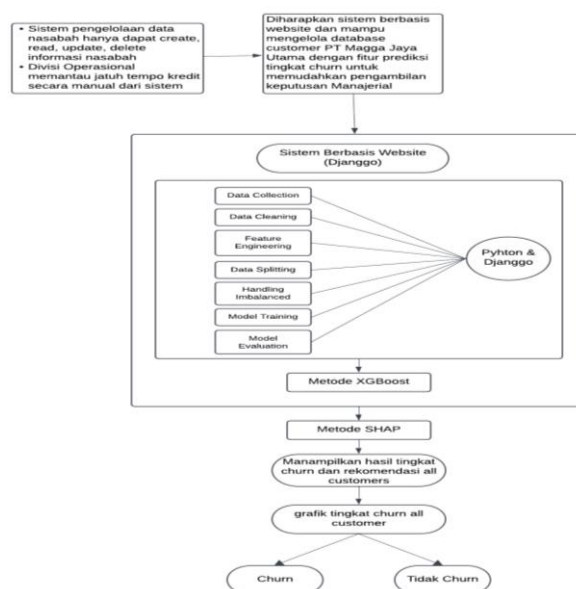 • Sistem pengelolaan data
nasabah hanya dapat create,
read, update, delete
informasi nasabah
• Divisi Operasional
memantau jatuh tempo kredit
secara manual dari sistem
Diharapkan sistem berbasis
website dan mampu
mengelola database
customer PT Magga Jaya
Utama dengan fitur prediksi
tingkat churn untuk
memudahkan pengambilan
keputusan Manajerial
Sistem Berbasis Website
(Djanggo)
Data Collection
Data Cleaning
Feature
Engineering
Data Splitting
Handling
Imbalanced
Model Training
Model
Evaluation
Pyhton &
Djanggo
Metode XGBoost
Metode SHAP
Manampilkan hasil tingkat
churn dan rekomendasi all
customers
grafik tingkat churn all
customer
Churn
Tidak Churn